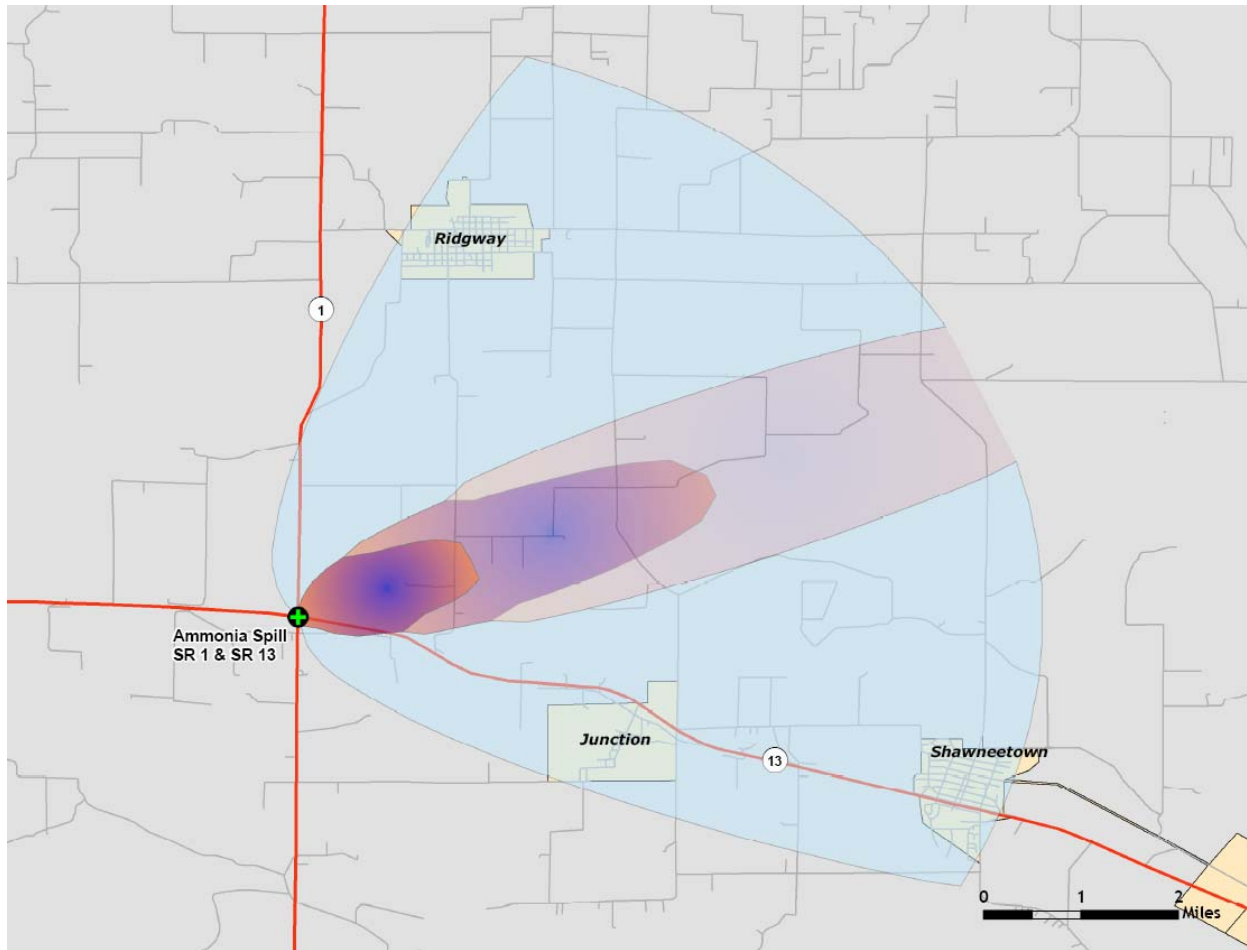 Ridgway
1
Ammonia Spill
SR 1 & SR 13
Junction
Shawneetown
13
0 1 2
Miles